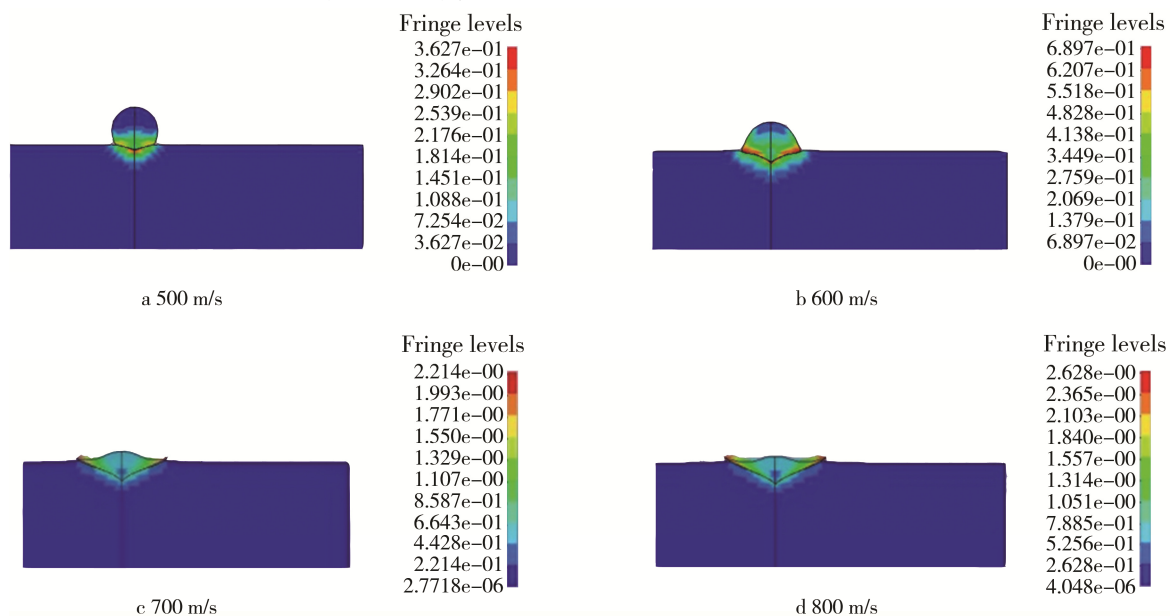 Fringe levels
3.627e-01
3.264e-01
2.902e-01
2.539e-01
2.176e-01
1.814e-01
1.451e-01
1.088e-01
7.254e-02
3.627e-02
0e-00
a 500 m/s
Fringe levels
6.897e-01
6.207e-01
5.518e-01
4.828e-01
4.138e-01
3.449e-01
2.759e-01
2.069e-01
1.379e-01
6.897e-02
0e-00
b 600 m/s
Fringe levels
2.214e-00
1.993e-00
1.771e-00
1.550e-00
1.329e-00
1.107e-00
8.587e-01
6.643e-01
4.428e-01
2.214e-01
2.7718e-06
c 700 m/s
Fringe levels
2.628e-00
2.365e-00
2.103e-00
1.840e-00
1.557e-00
1.314e-00
1.051e-00
7.885e-01
5.256e-01
2.628e-01
4.048e-06
d 800 m/s